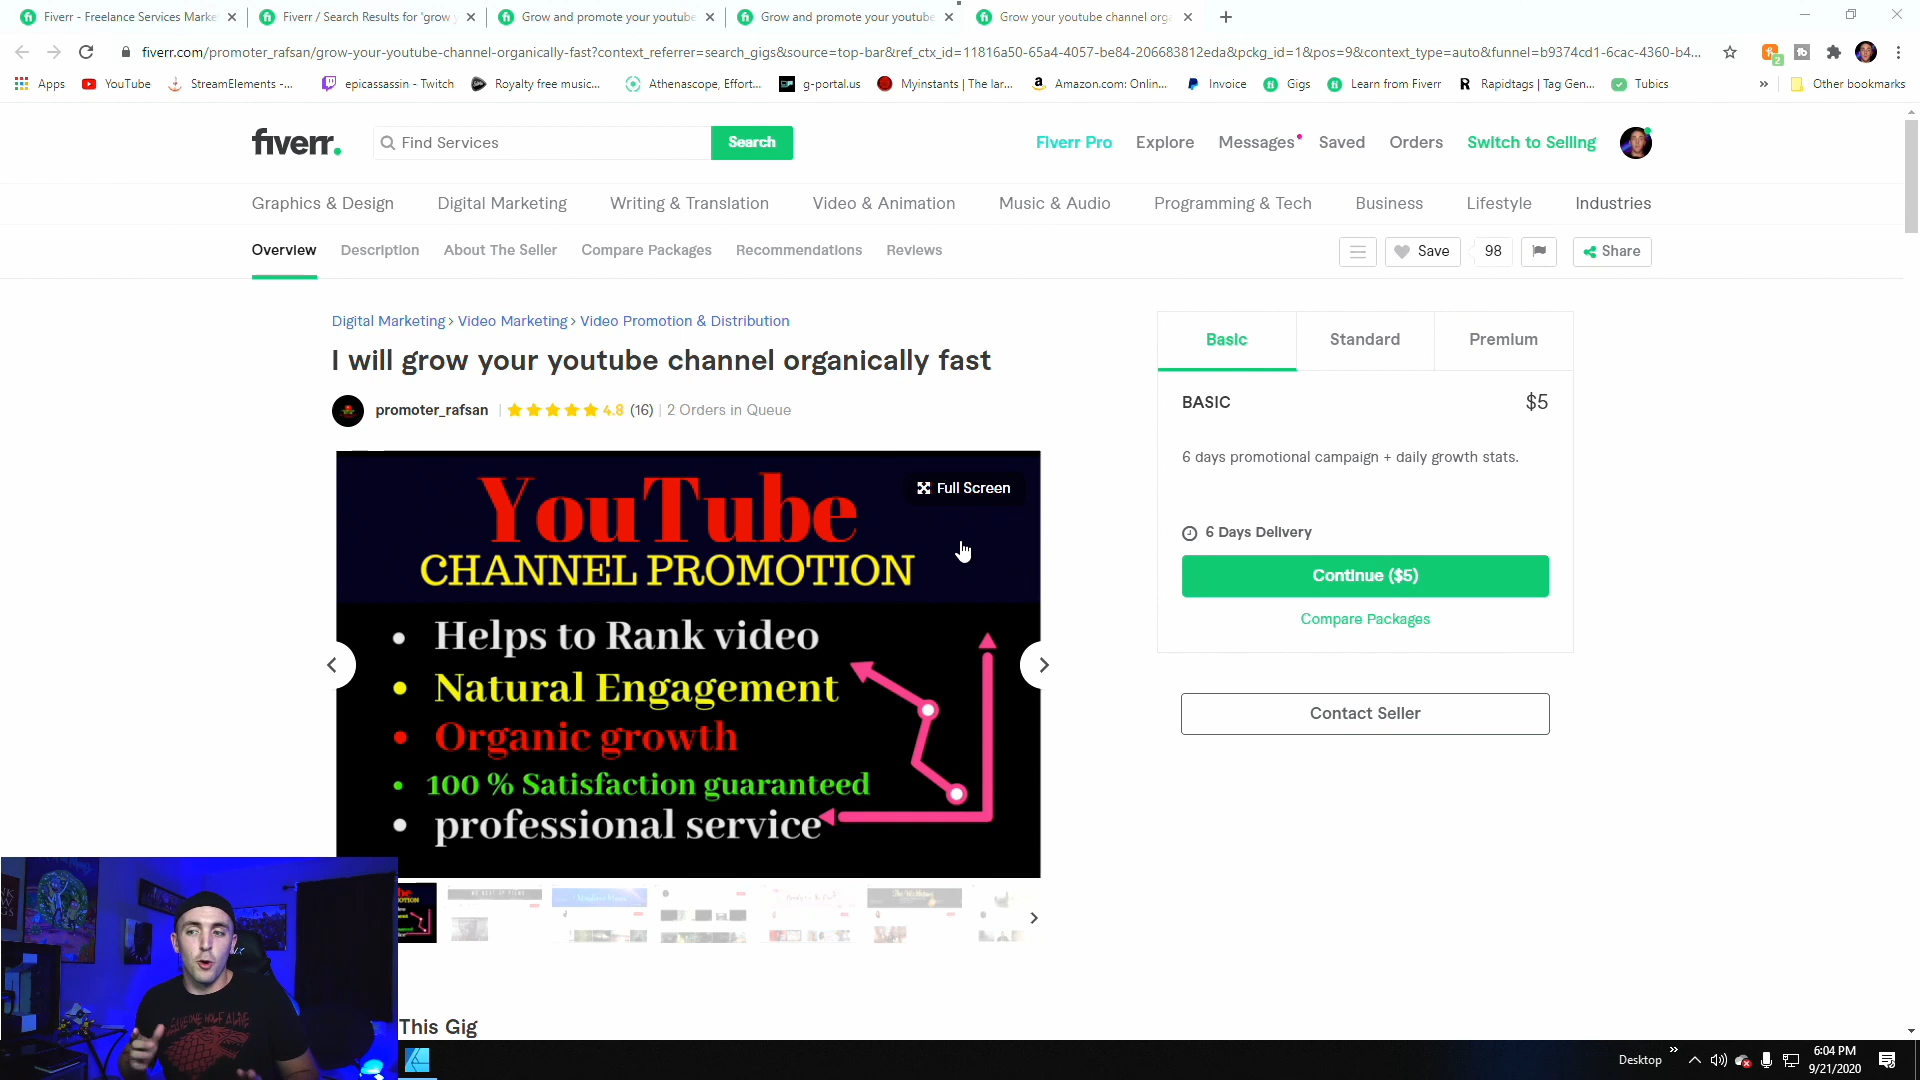 Fiverr - Freelance Services Marke
Fiverr / Search Results for 'grow y
Grow and promote your youtube
Grow and promote your youtube
Grow your youtube channel orga
fiverr.com/promoter_rafsan/grow-your-youtube-channel-organically-fast?context_referrer=search_gigs&source=top-bar&ref_ctx_id=11816a50-65a4-4057-be84-206683812eda&pckg_id=1&pos=9&context_type=auto&funnel=b9374cd1-6cac-4360-b4...
2
Apps
YouTube
StreamElements -...
epicassassin - Twitch
Royalty free music...
Athenascope, Effort...
g-portal.us
Myinstants | The lar...
Amazon.com: Onlin...
Invoice
Gigs
Learn from Fiverr
Rapidtags | Tag Gen...
Tubics
»
Other bookmarks
fiverr.
Find Services
Search
Fiverr Pro
Explore
Messages
Saved
Orders
Switch to Selling
Graphics & Design
Digital Marketing
Writing & Translation
Video & Animation
Music & Audio
Programming & Tech
Business
Lifestyle
Industries
Overview
Description
About The Seller
Compare Packages
Recommendations
Reviews
Save
98
Share
Digital Marketing > Video Marketing > Video Promotion & Distribution
I will grow your youtube channel organically fast
promoter_rafsan | 4.8 (16) | 2 Orders in Queue
Basic
Standard
Premium
BASIC
$5
6 days promotional campaign + daily growth stats.
6 Days Delivery
Continue ($5)
Compare Packages
Contact Seller
Full Screen
YouTube
CHANNEL PROMOTION
• Helps to Rank video
• Natural Engagement
• Organic growth
• 100 % Satisfaction guaranteed
• professional service
This Gig
Desktop
»
6:04 PM
9/21/2020